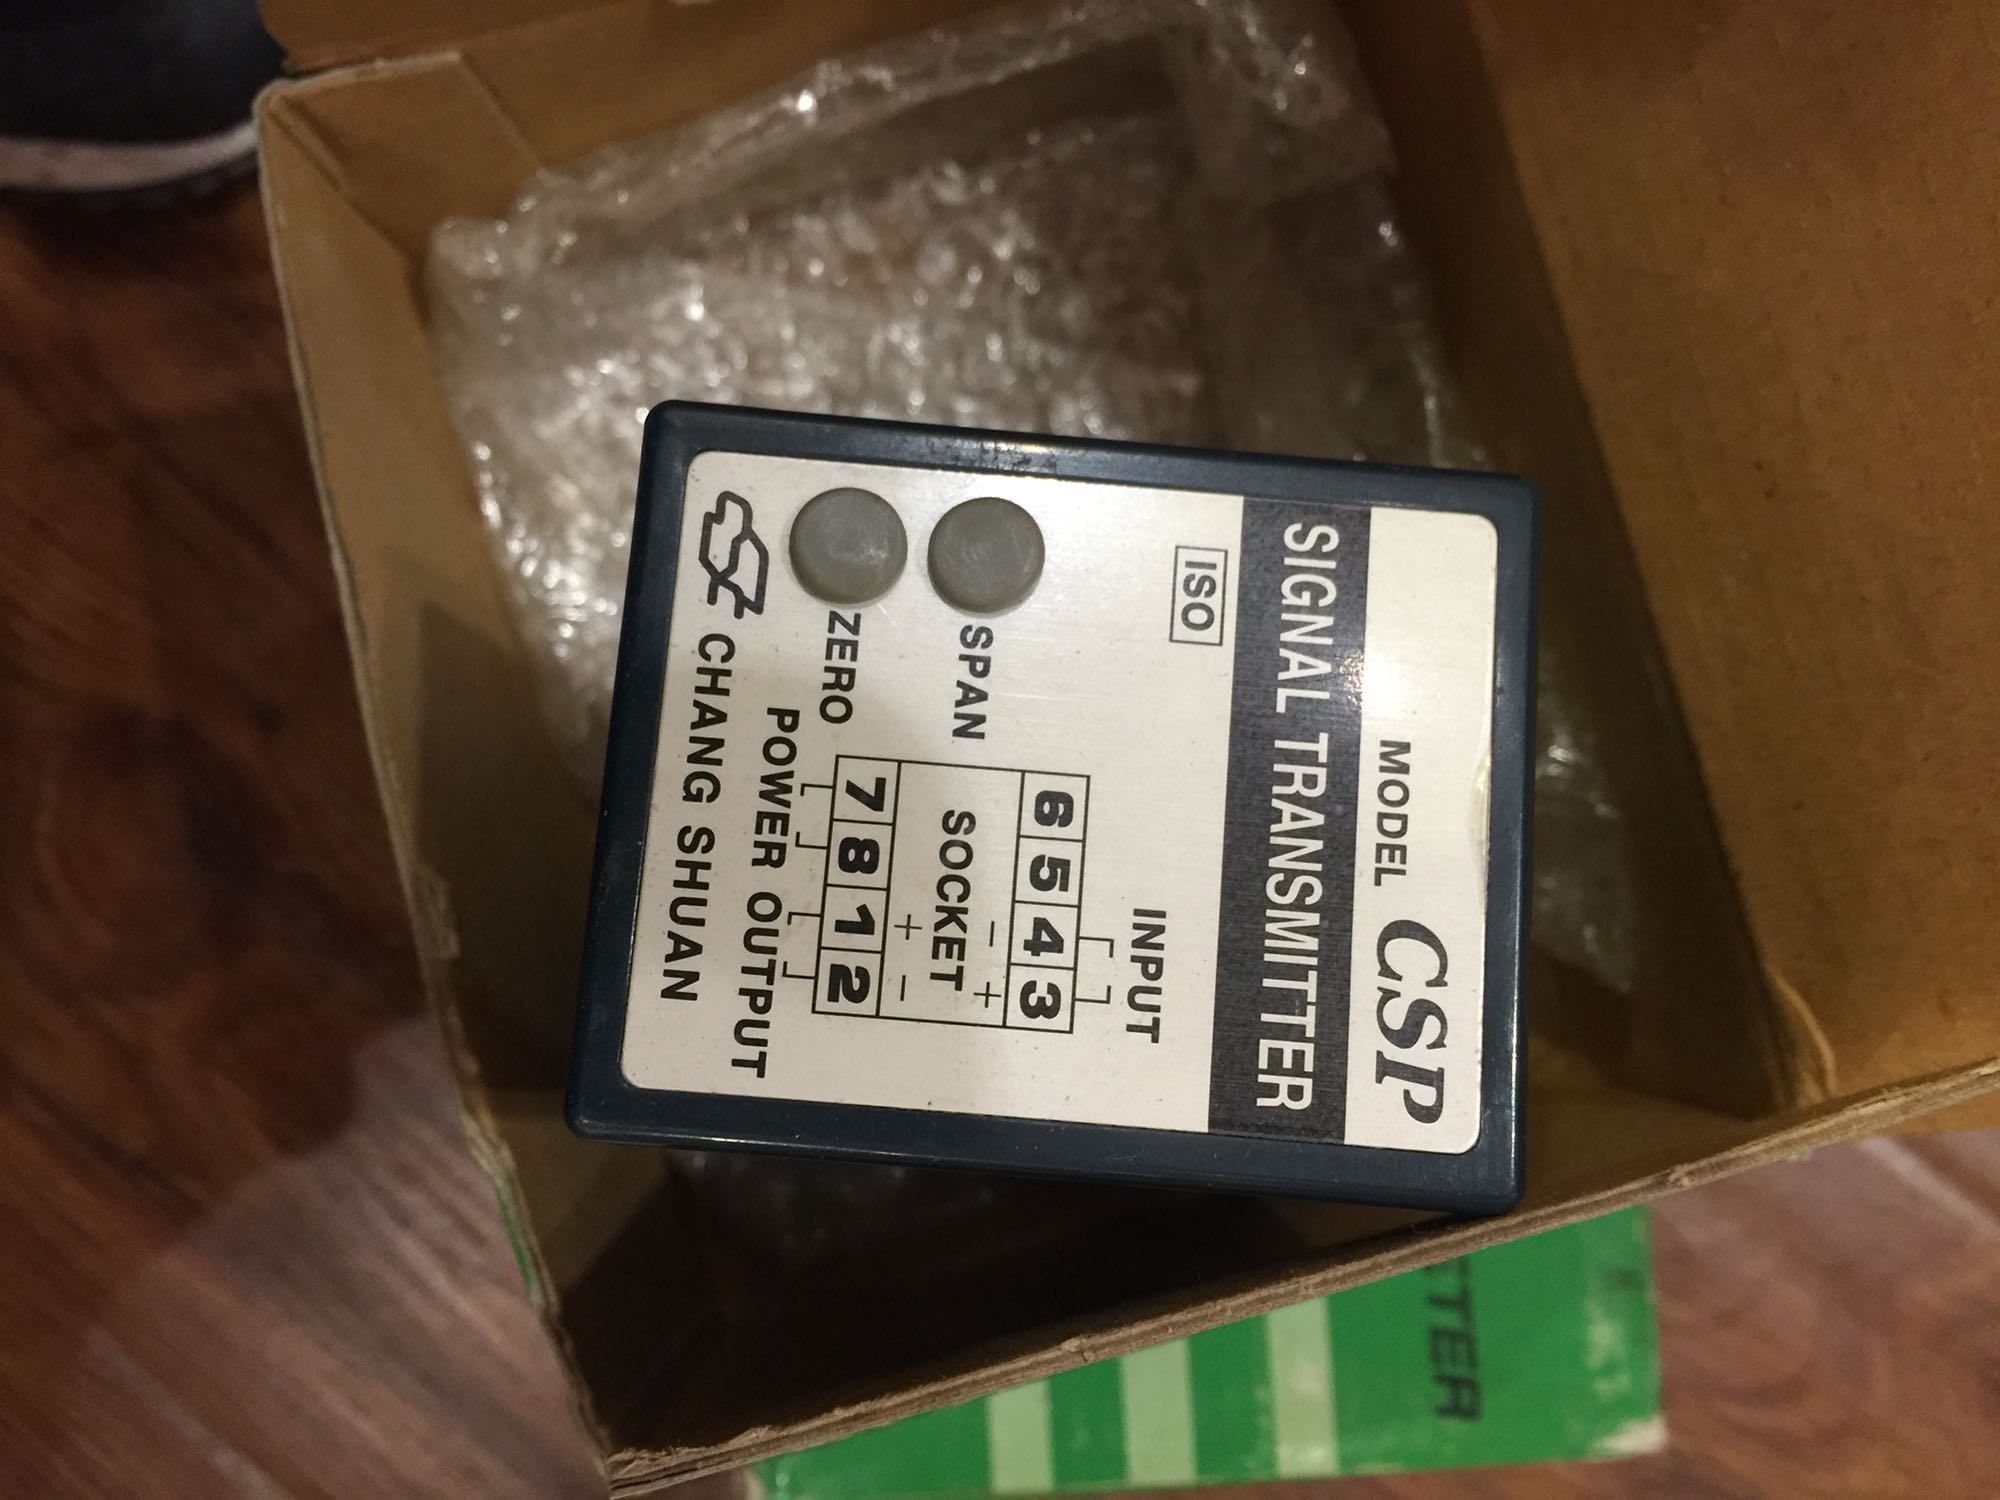 MODEL CSP
SIGNAL TRANSMITTER
ISO
INPUT
6 5 4 3
- +
SPAN
SOCKET
+ -
ZERO
7 8 1 2
POWER OUTPUT
CHANG SHUAN
TTER